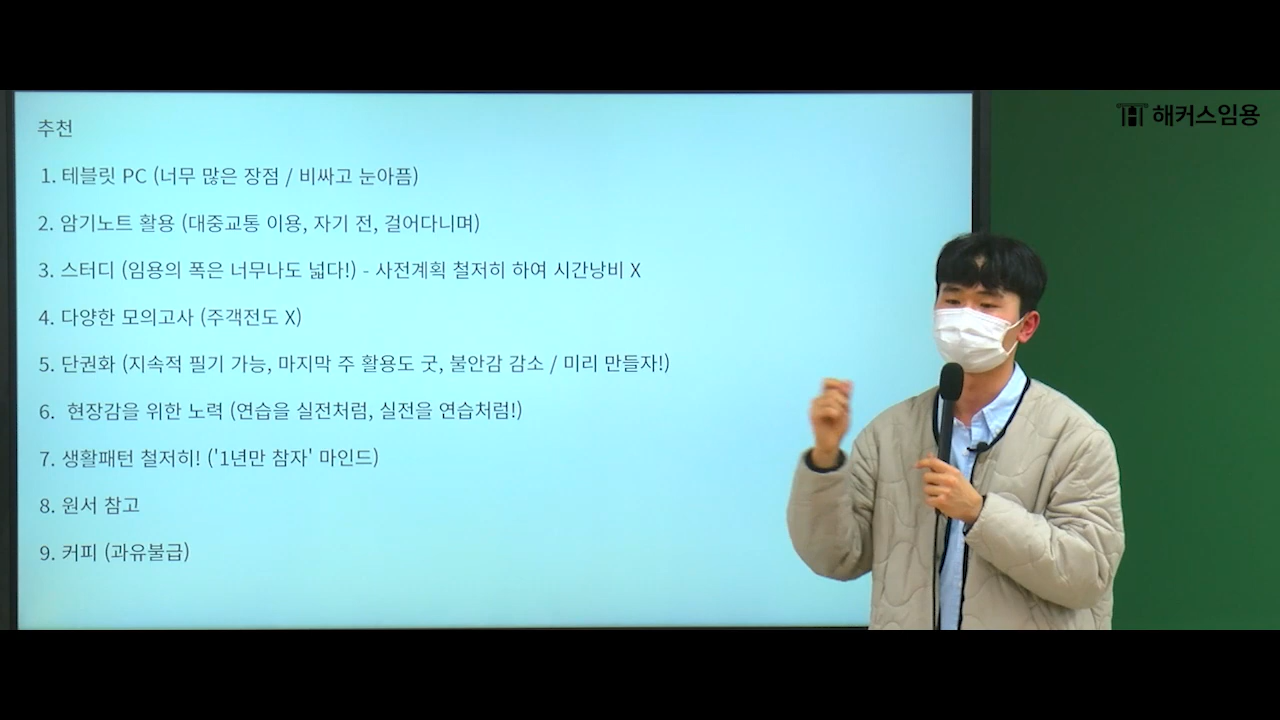 해커스임용
추천
1. 테블릿 PC (너무 많은 장점 / 비싸고 눈아픔)
2. 암기노트 활용 (대중교통 이용, 자기 전, 걸어다니며)
3. 스터디 (임용의 폭은 너무나도 넓다!) - 사전계획 철저히 하여 시간낭비 X
4. 다양한 모의고사 (주객전도 X)
5. 단권화 (지속적 필기 가능, 마지막 주 활용도 굿, 불안감 감소 / 미리 만들자!)
6. 현장감을 위한 노력 (연습을 실전처럼, 실전을 연습처럼!)
7. 생활패턴 철저히! ('1년만 참자' 마인드)
8. 원서 참고
9. 커피 (과유불급)